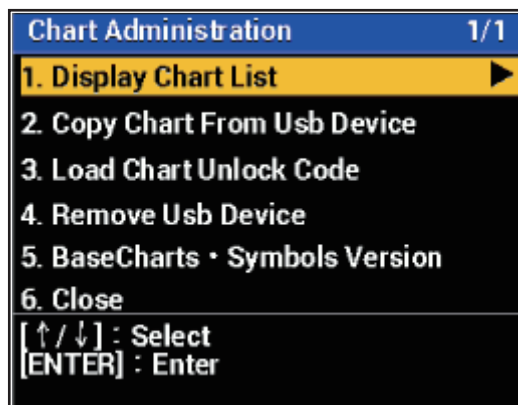 Chart Administration 1/1
1. Display Chart List ▶
2. Copy Chart From Usb Device
3. Load Chart Unlock Code
4. Remove Usb Device
5. BaseCharts・Symbols Version
6. Close
[↑/↓] : Select
[ENTER] : Enter